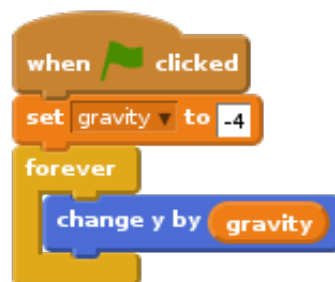 when clicked
set gravity to -4
forever
change y by gravity